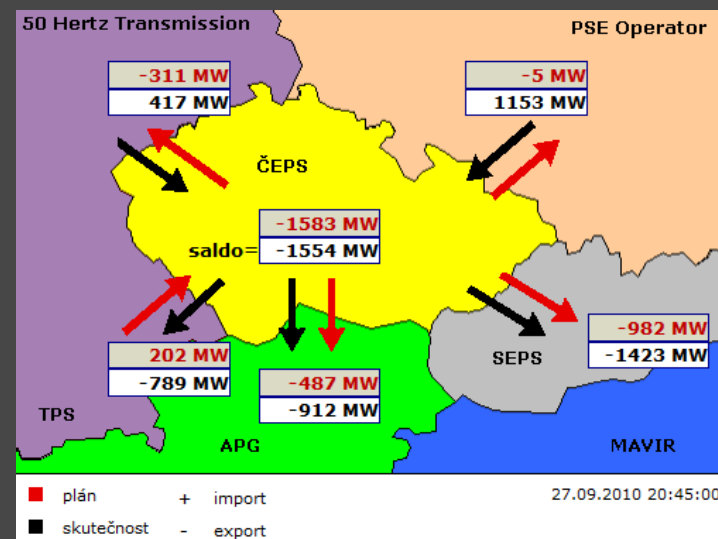 50 Hertz Transmission
PSE Operator
-311 MW
417 MW
-5 MW
1153 MW
ČEPS
-1583 MW
saldo= -1554 MW
202 MW
-789 MW
-487 MW
-912 MW
-982 MW
-1423 MW
SEPS
TPS
APG
MAVIR
plán + import 27.09.2010 20:45:00
skutečnost - export